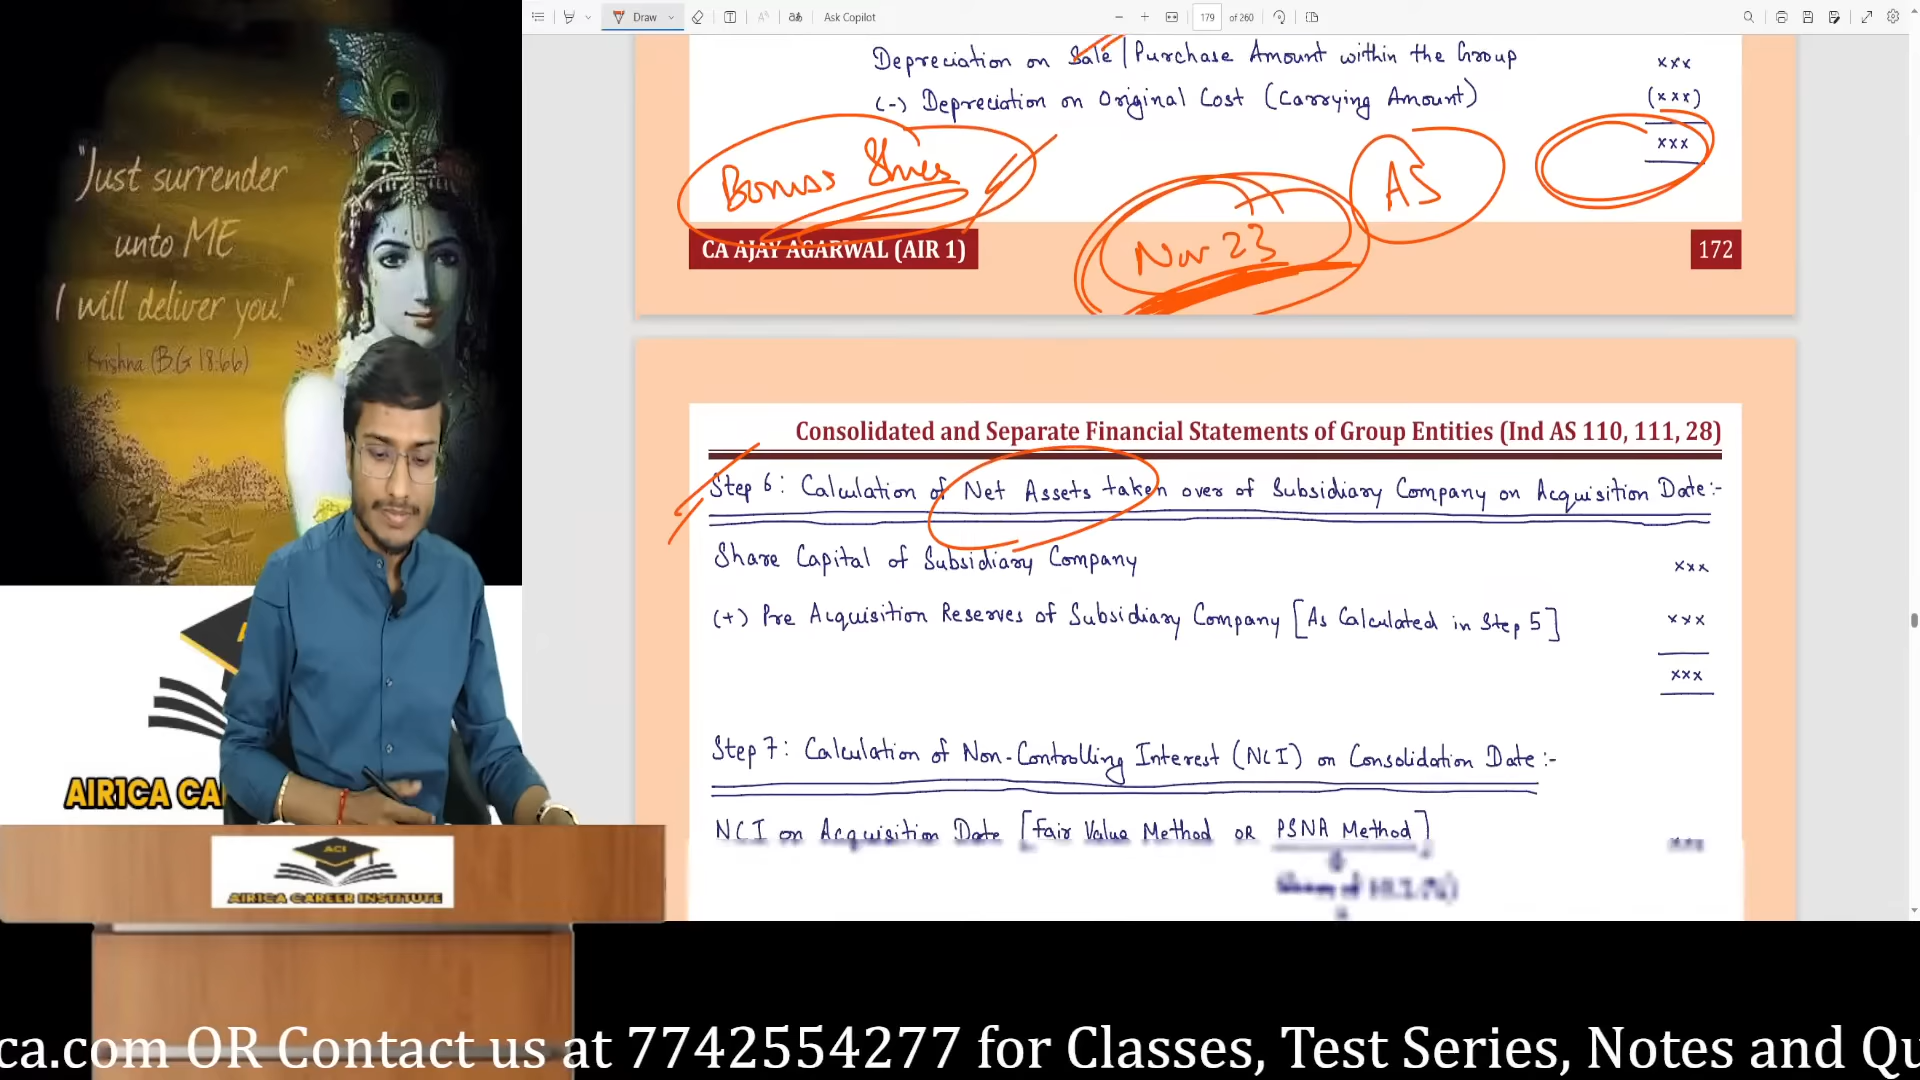 Draw
Ask Copilot
179 of 260
"Just surrender
unto ME
I will deliver you!"
-Krishna (B.G 18:66)
Depreciation on Sale | Purchase Amount within the Group xxx
(-) Depreciation on Original Cost (Carrying Amount) (xxx)
xxx
Bonus Shres
AS
Nov 23
CA AJAY AGARWAL (AIR 1)
172
Consolidated and Separate Financial Statements of Group Entities (Ind AS 110, 111, 28)
Step 6: Calculation of Net Assets taken over of Subsidiary Company on Acquisition Date:-
Share Capital of Subsidiary Company xxx
(+) Pre Acquisition Reserves of Subsidiary Company [As Calculated in Step 5] xxx
xxx
Step 7: Calculation of Non-Controlling Interest (NCI) on Consolidation Date:-
NCI on Acquisition Date [Fair Value Method OR PSNA Method] xxx
AIR1CA CA
ACI
AIR1CA CAREER INSTITUTE
ca.com OR Contact us at 7742554277 for Classes, Test Series, Notes and Qu